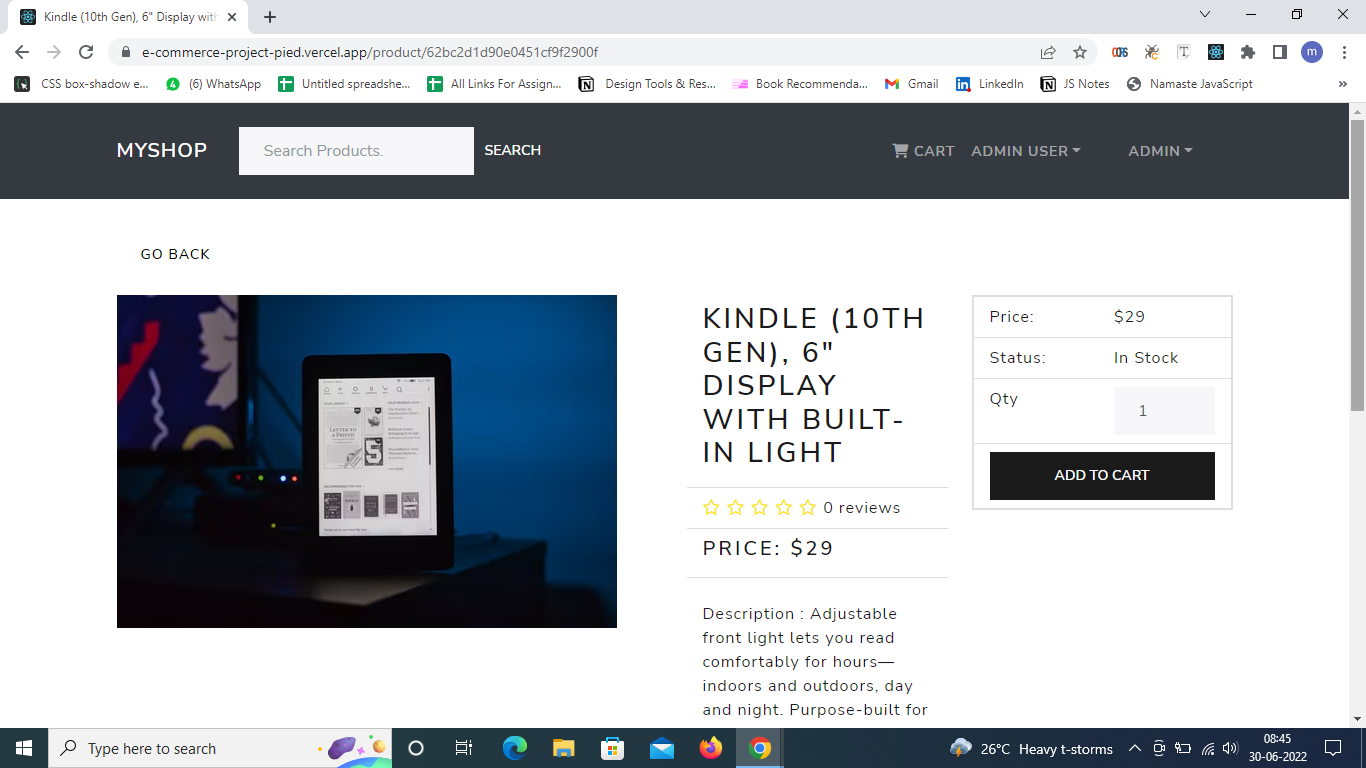 Kindle (10th Gen), 6" Display with
e-commerce-project-pied.vercel.app/product/62bc2d1d90e0451cf9f2900f
m
CSS box-shadow e...
(6) WhatsApp
Untitled spreadshe...
All Links For Assign...
Design Tools & Res...
Book Recommenda...
Gmail
LinkedIn
JS Notes
Namaste JavaScript
»
MYSHOP
Search Products.
SEARCH
CART
ADMIN USER
ADMIN
GO BACK
LETTER TO
A FRIEND
KINDLE (10TH
GEN), 6"
DISPLAY
WITH BUILT-
IN LIGHT
0 reviews
PRICE: $29
Description : Adjustable
front light lets you read
comfortably for hours—
indoors and outdoors, day
and night. Purpose-built for
Price: $29
Status: In Stock
Qty 1
ADD TO CART
Type here to search
26°C Heavy t-storms
08:45
30-06-2022